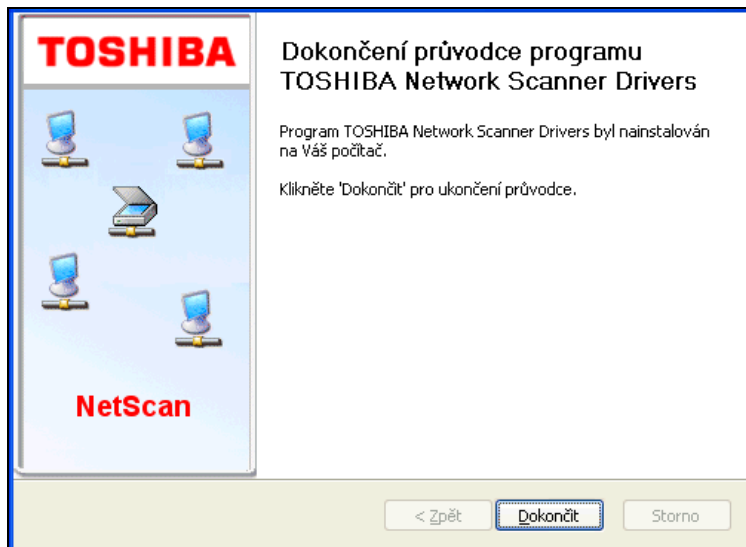 TOSHIBA
NetScan
Dokončení průvodce programu
TOSHIBA Network Scanner Drivers
Program TOSHIBA Network Scanner Drivers byl nainstalován
na Váš počítač.
Klikněte 'Dokončit' pro ukončení průvodce.
< Zpět
Dokončit
Storno